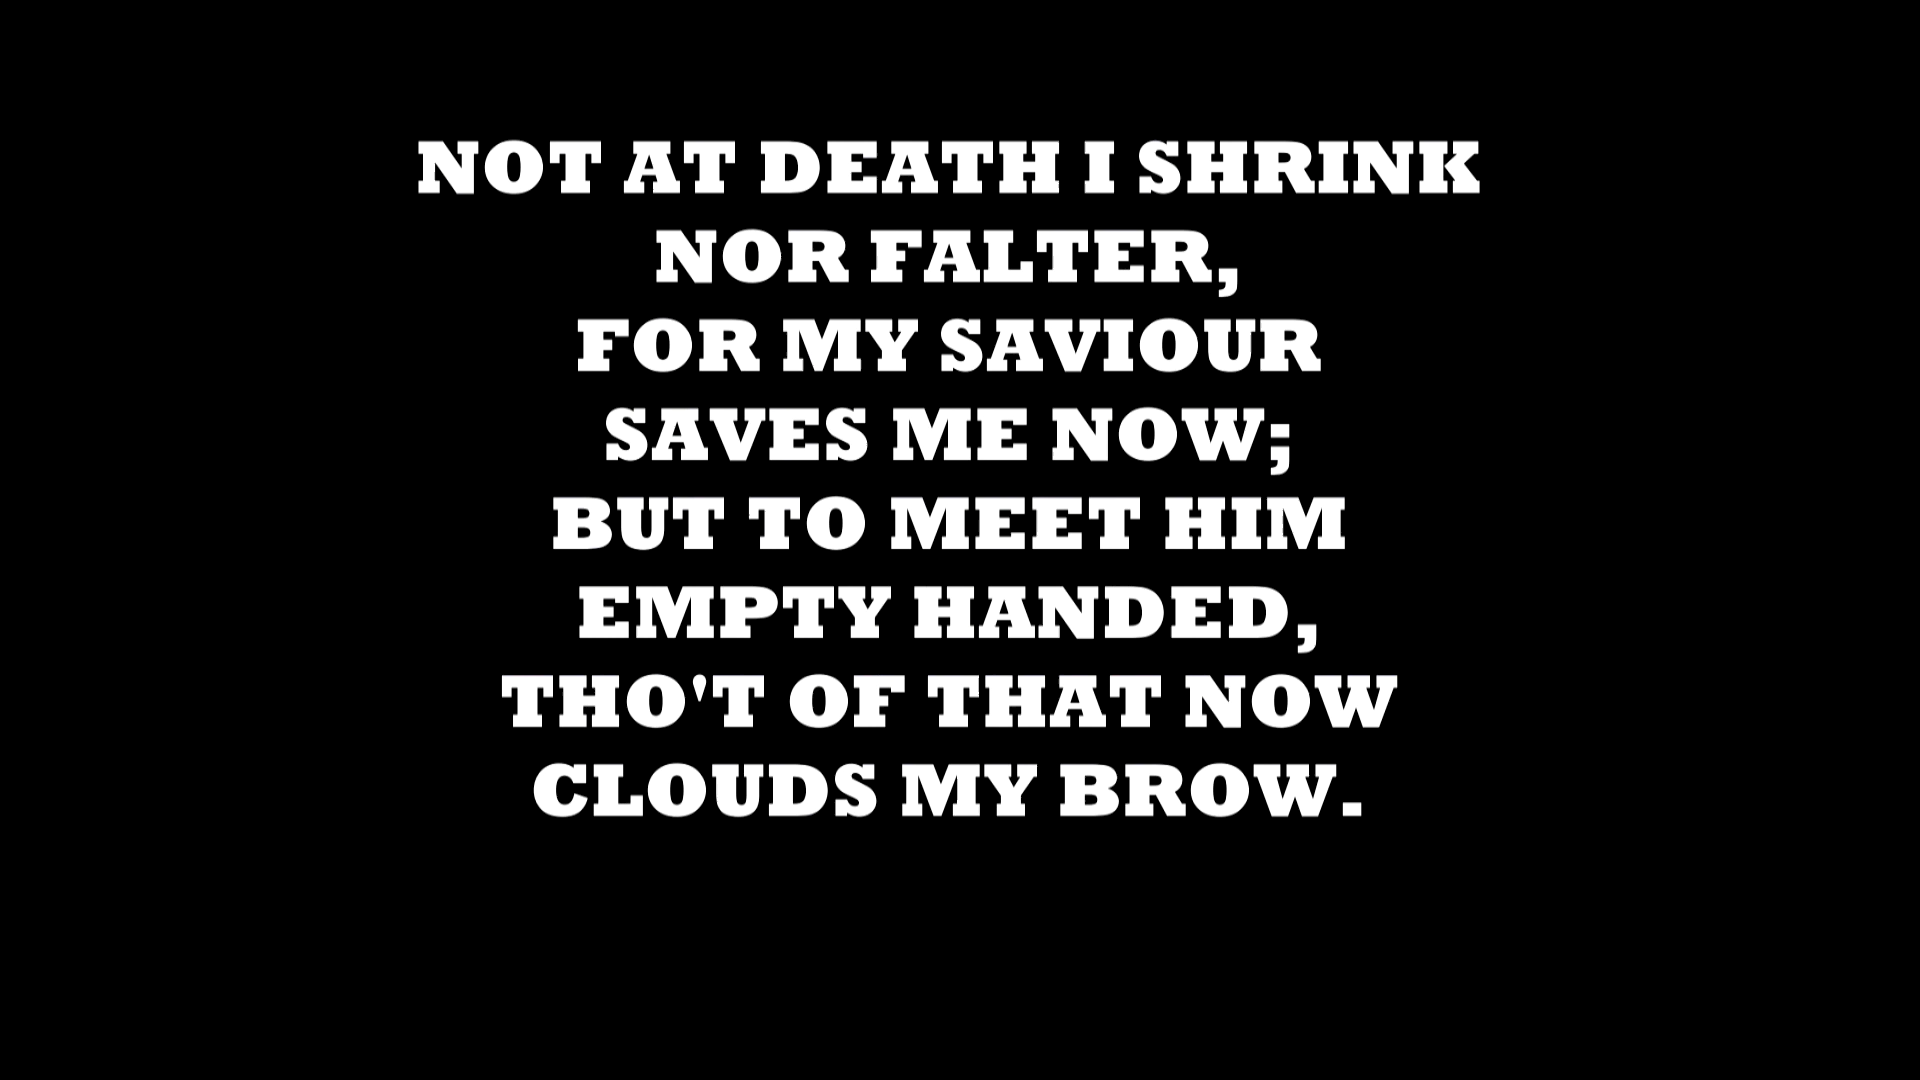 NOT AT DEATH I SHRINK
NOR FALTER,
FOR MY SAVIOUR
SAVES ME NOW;
BUT TO MEET HIM
EMPTY HANDED,
THO'T OF THAT NOW
CLOUDS MY BROW.